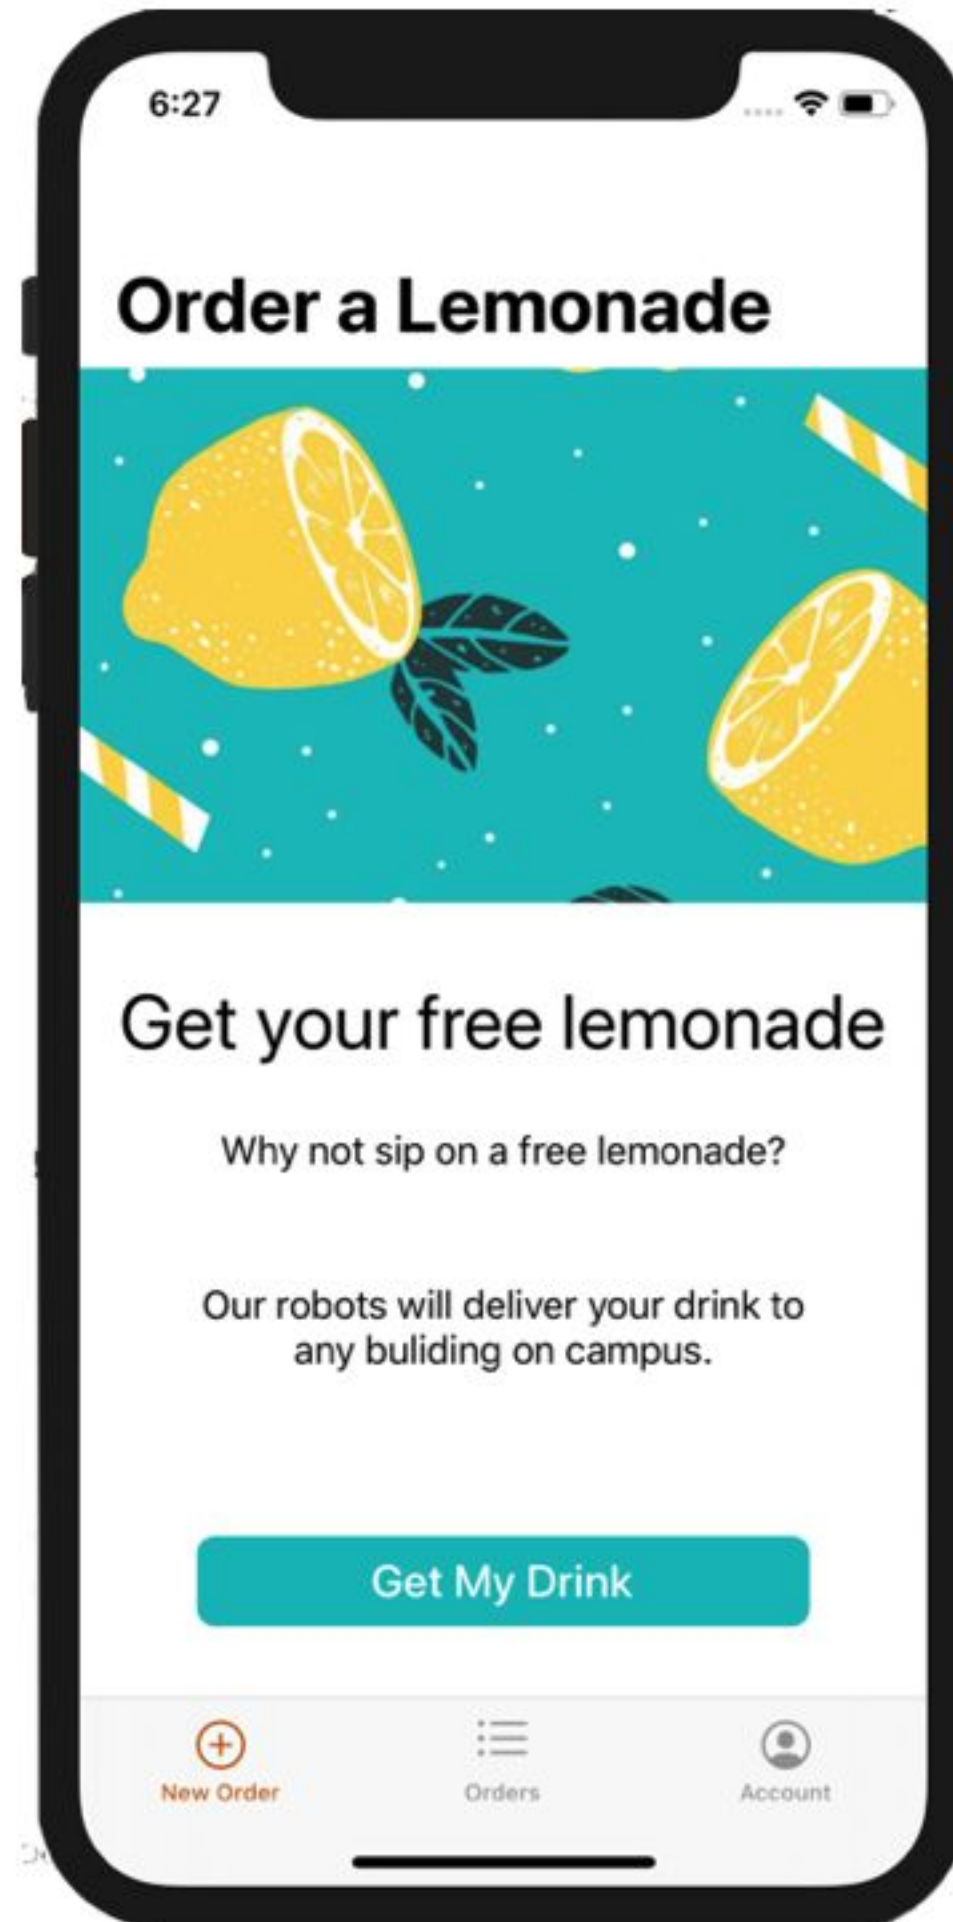 6:27
Order a Lemonade
Get your free lemonade
Why not sip on a free lemonade?
Our robots will deliver your drink to
any buliding on campus.
Get My Drink
New Order
Orders
Account